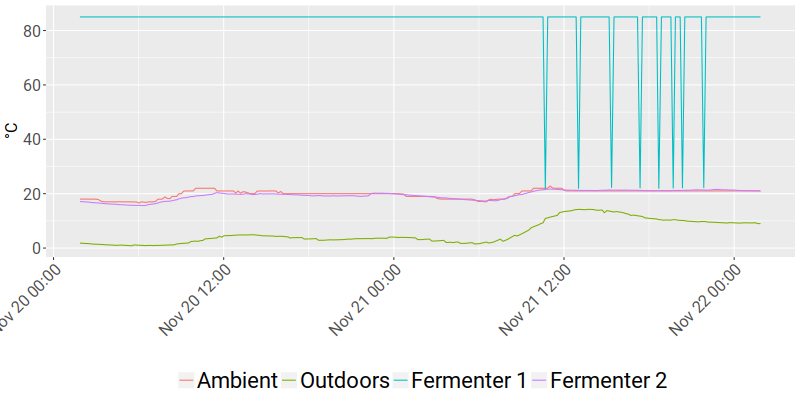 80
60
40
20
0
°C
Nov 20 00:00
Nov 20 12:00
Nov 21 00:00
Nov 21 12:00
Nov 22 00:00
Ambient Outdoors Fermenter 1 Fermenter 2